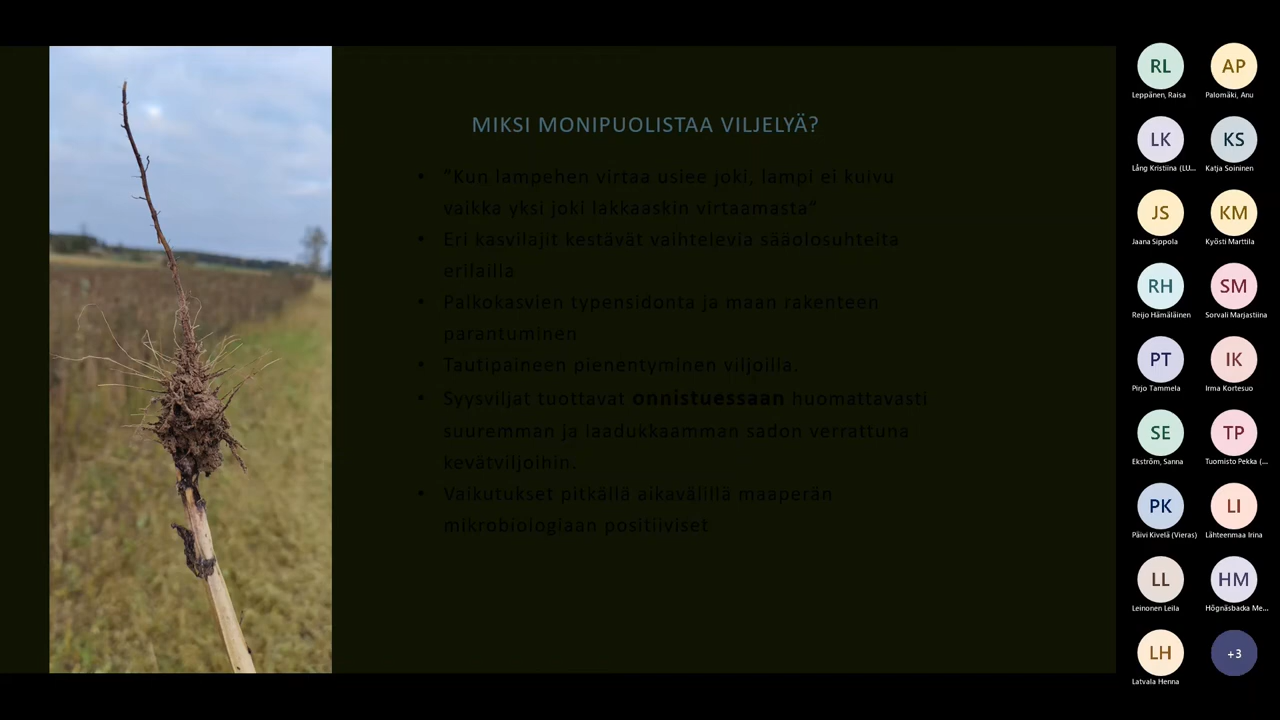 MIKSI MONIPUOLISTAA VILJELYÄ?
• "Kun lampehen virtaa usiee joki, lampi ei kuivu
vaikka yksi joki lakkaaskin virtaamasta"
• Eri kasvilajit kestävät vaihtelevia sääolosuhteita
erilailla
• Palkokasvien typensidonta ja maan rakenteen
parantuminen
• Tautipaineen pienentyminen viljoilla.
• Syysviljat tuottavat onnistuessaan huomattavasti
suuremman ja laadukkaamman sadon verrattuna
kevätviljoihin.
• Vaikutukset pitkällä aikavälillä maaperän
mikrobiologiaan positiiviset
RL AP
Leppänen, Raisa Palomäki, Anu
LK KS
Lång Kristiina (LU... Katja Soininen
JS KM
Jaana Sippola Kyösti Marttila
RH SM
Reijo Hämäläinen Sorvali Marjastiina
PT IK
Pirjo Tammela Irma Kortesuo
SE TP
Ekström, Sanna Tuomisto Pekka (...
PK LI
Päivi Kivelä (Vieras) Lähteenmaa Irina
LL HM
Leinonen Leila Högnäsbacka Me...
LH +3
Latvala Henna